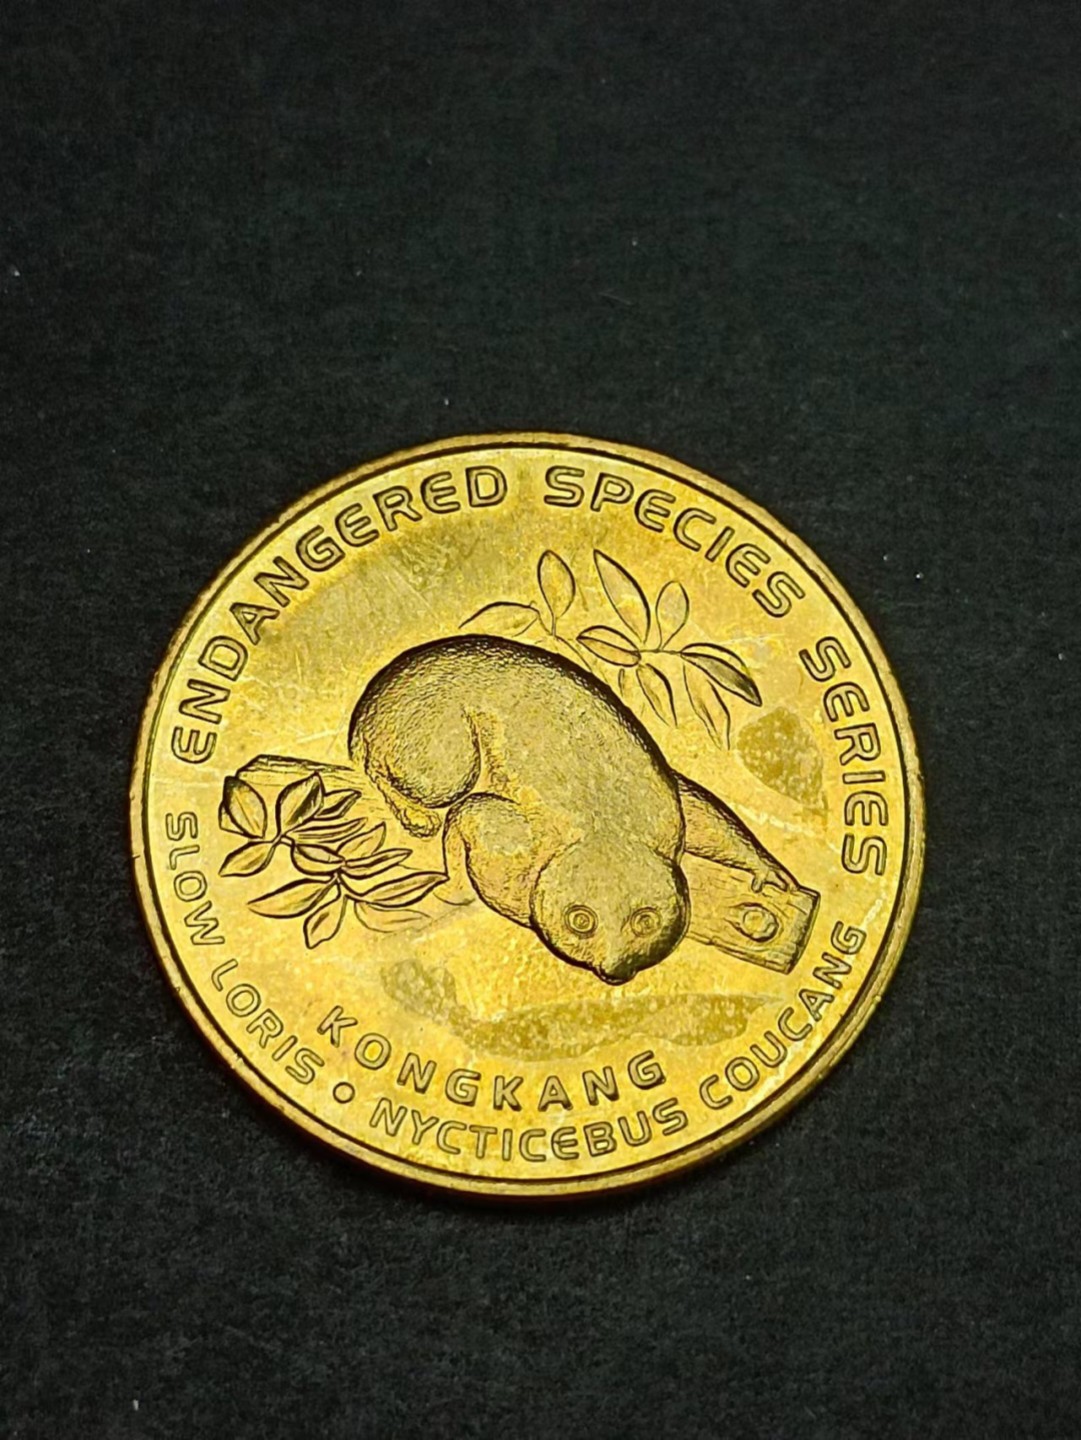 ENDANGERED SPECIES SERIES
KONGKANG
SLOW LORIS • NYCTICEBUS COUCANG